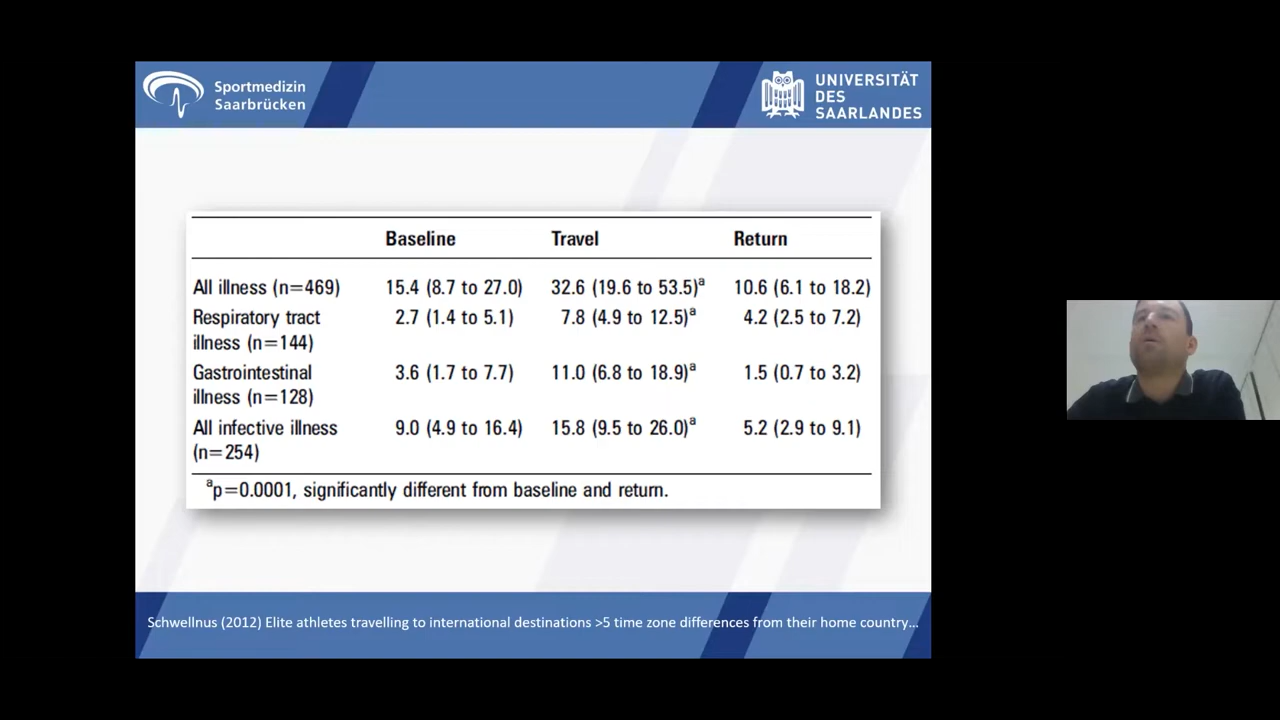 Sportmedizin
Saarbrücken
UNIVERSITÄT
DES
SAARLANDES
Baseline Travel Return
All illness (n=469) 15.4 (8.7 to 27.0) 32.6 (19.6 to 53.5)ᵃ 10.6 (6.1 to 18.2)
Respiratory tract 2.7 (1.4 to 5.1) 7.8 (4.9 to 12.5)ᵃ 4.2 (2.5 to 7.2)
illness (n=144)
Gastrointestinal 3.6 (1.7 to 7.7) 11.0 (6.8 to 18.9)ᵃ 1.5 (0.7 to 3.2)
illness (n=128)
All infective illness 9.0 (4.9 to 16.4) 15.8 (9.5 to 26.0)ᵃ 5.2 (2.9 to 9.1)
(n=254)
ᵃp=0.0001, significantly different from baseline and return.
Schwellnus (2012) Elite athletes travelling to international destinations >5 time zone differences from their home country…